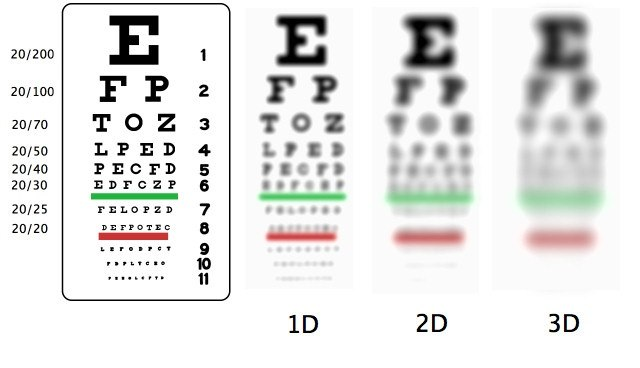 20/200 E 1 E E E
20/100 F P 2 F P F P F P
20/70 T O Z 3 T O Z T O Z
20/50 L P E D 4 L P E D
20/40 P E C F D 5 P E C F D
20/30 E D F C Z P 6
20/25 F E L O P Z D 7
20/20 D E F P O T E C 8
L E F O D P C T 9
F D P L T C E O 10
11
1D 2D 3D